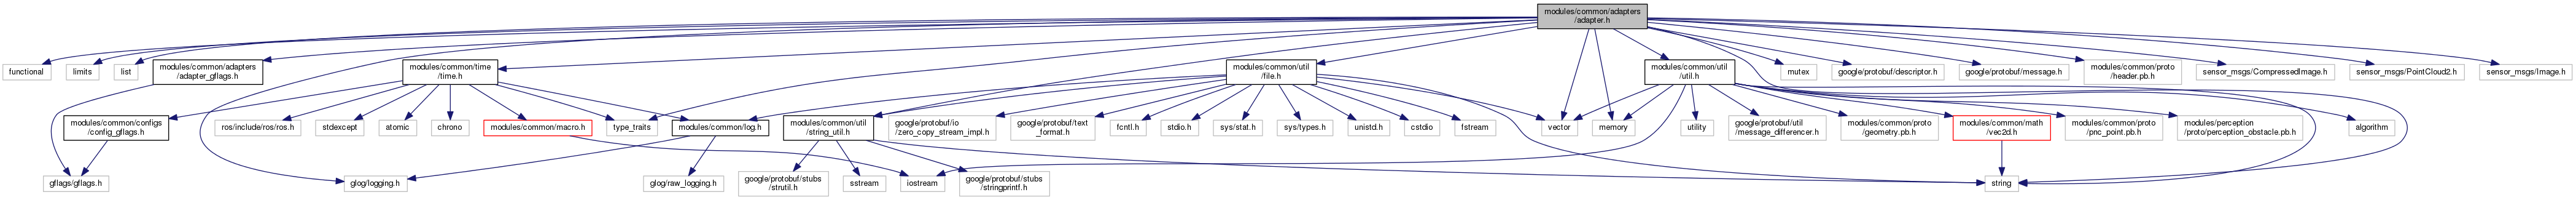 modules/common/adapters
/adapter.h
functional
limits
list
modules/common/adapters
/adapter_gflags.h
modules/common/time
/time.h
modules/common/util
/file.h
modules/common/util
/util.h
mutex
google/protobuf/descriptor.h
google/protobuf/message.h
modules/common/proto
/header.pb.h
sensor_msgs/CompressedImage.h
sensor_msgs/PointCloud2.h
sensor_msgs/Image.h
modules/common/configs
/config_gflags.h
ros/include/ros/ros.h
stdexcept
atomic
chrono
modules/common/macro.h
type_traits
modules/common/log.h
modules/common/util
/string_util.h
google/protobuf/io
/zero_copy_stream_impl.h
google/protobuf/text
_format.h
fcntl.h
stdio.h
sys/stat.h
sys/types.h
unistd.h
cstdio
fstream
vector
memory
utility
google/protobuf/util
/message_differencer.h
modules/common/proto
/geometry.pb.h
modules/common/math
/vec2d.h
modules/common/proto
/pnc_point.pb.h
modules/perception
/proto/perception_obstacle.pb.h
algorithm
gflags/gflags.h
glog/logging.h
glog/raw_logging.h
google/protobuf/stubs
/strutil.h
sstream
iostream
google/protobuf/stubs
/stringprintf.h
string